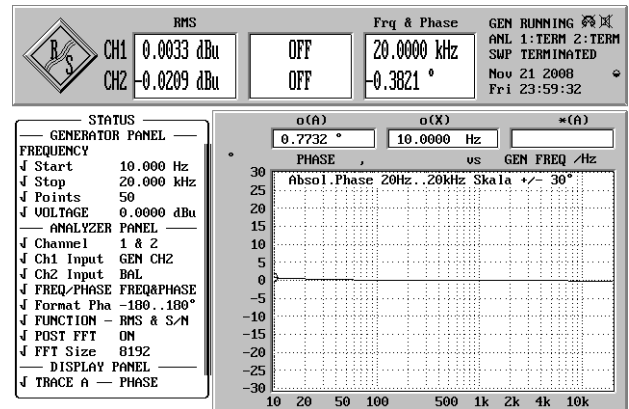 RMS
Frq & Phase
GEN RUNNING
ANL 1:TERM 2:TERM
SWP TERMINATED
Nov 21 2008
Fri 23:59:32
R
S
CH1 0.0033 dBu OFF 20.0000 kHz
CH2 -0.0209 dBu OFF -0.3821 °
STATUS
GENERATOR PANEL
FREQUENCY
Start 10.000 Hz
Stop 20.000 kHz
Points 50
VOLTAGE 0.0000 dBu
ANALYZER PANEL
Channel 1 & 2
Ch1 Input GEN CH2
Ch2 Input BAL
FREQ/PHASE FREQ&PHASE
Format Pha -180..180°
FUNCTION - RMS & S/N
POST FFT ON
FFT Size 8192
DISPLAY PANEL
TRACE A — PHASE
o(A) o(X) *(A)
0.7732 ° 10.0000 Hz
° PHASE , vs GEN FREQ /Hz
Absol.Phase 20Hz..20kHz Skala +/- 30°
30
25
20
15
10
5
0
-5
-10
-15
-20
-25
-30
10 20 50 100 500 1k 2k 4k 10k